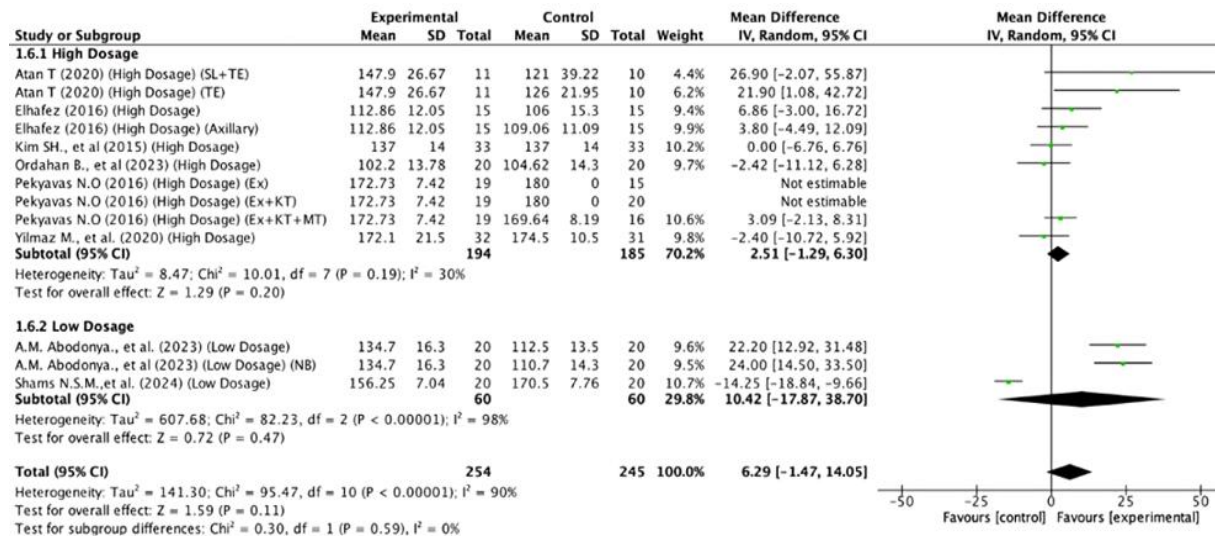 Experimental Control Mean Difference Mean Difference
Study or Subgroup Mean SD Total Mean SD Total Weight IV, Random, 95% CI IV, Random, 95% CI
1.6.1 High Dosage
Atan T (2020) (High Dosage) (SL+TE) 147.9 26.67 11 121 39.22 10 4.4% 26.90 [-2.07, 55.87]
Atan T (2020) (High Dosage) (TE) 147.9 26.67 11 126 21.95 10 6.2% 21.90 [1.08, 42.72]
Elhafez (2016) (High Dosage) 112.86 12.05 15 106 15.3 15 9.4% 6.86 [-3.00, 16.72]
Elhafez (2016) (High Dosage) (Axillary) 112.86 12.05 15 109.06 11.09 15 9.9% 3.80 [-4.49, 12.09]
Kim SH., et al (2015) (High Dosage) 137 14 33 137 14 33 10.2% 0.00 [-6.76, 6.76]
Ordahan B., et al (2023) (High Dosage) 102.2 13.78 20 104.62 14.3 20 9.7% -2.42 [-11.12, 6.28]
Pekyavas N.O (2016) (High Dosage) (Ex) 172.73 7.42 19 180 0 15 Not estimable
Pekyavas N.O (2016) (High Dosage) (Ex+KT) 172.73 7.42 19 180 0 20 Not estimable
Pekyavas N.O (2016) (High Dosage) (Ex+KT+MT) 172.73 7.42 19 169.64 8.19 16 10.6% 3.09 [-2.13, 8.31]
Yilmaz M., et al. (2020) (High Dosage) 172.1 21.5 32 174.5 10.5 31 9.8% -2.40 [-10.72, 5.92]
Subtotal (95% CI) 194 185 70.2% 2.51 [-1.29, 6.30]
Heterogeneity: Tau² = 8.47; Chi² = 10.01, df = 7 (P = 0.19); I² = 30%
Test for overall effect: Z = 1.29 (P = 0.20)
1.6.2 Low Dosage
A.M. Abodonya., et al. (2023) (Low Dosage) 134.7 16.3 20 112.5 13.5 20 9.6% 22.20 [12.92, 31.48]
A.M. Abodonya., et al (2023) (Low Dosage) (NB) 134.7 16.3 20 110.7 14.3 20 9.5% 24.00 [14.50, 33.50]
Shams N.S.M.,et al. (2024) (Low Dosage) 156.25 7.04 20 170.5 7.76 20 10.7% -14.25 [-18.84, -9.66]
Subtotal (95% CI) 60 60 29.8% 10.42 [-17.87, 38.70]
Heterogeneity: Tau² = 607.68; Chi² = 82.23, df = 2 (P < 0.00001); I² = 98%
Test for overall effect: Z = 0.72 (P = 0.47)
Total (95% CI) 254 245 100.0% 6.29 [-1.47, 14.05]
Heterogeneity: Tau² = 141.30; Chi² = 95.47, df = 10 (P < 0.00001); I² = 90%
Test for overall effect: Z = 1.59 (P = 0.11)
Test for subgroup differences: Chi² = 0.30, df = 1 (P = 0.59), I² = 0%
-50 -25 0 25 50
Favours [control] Favours [experimental]